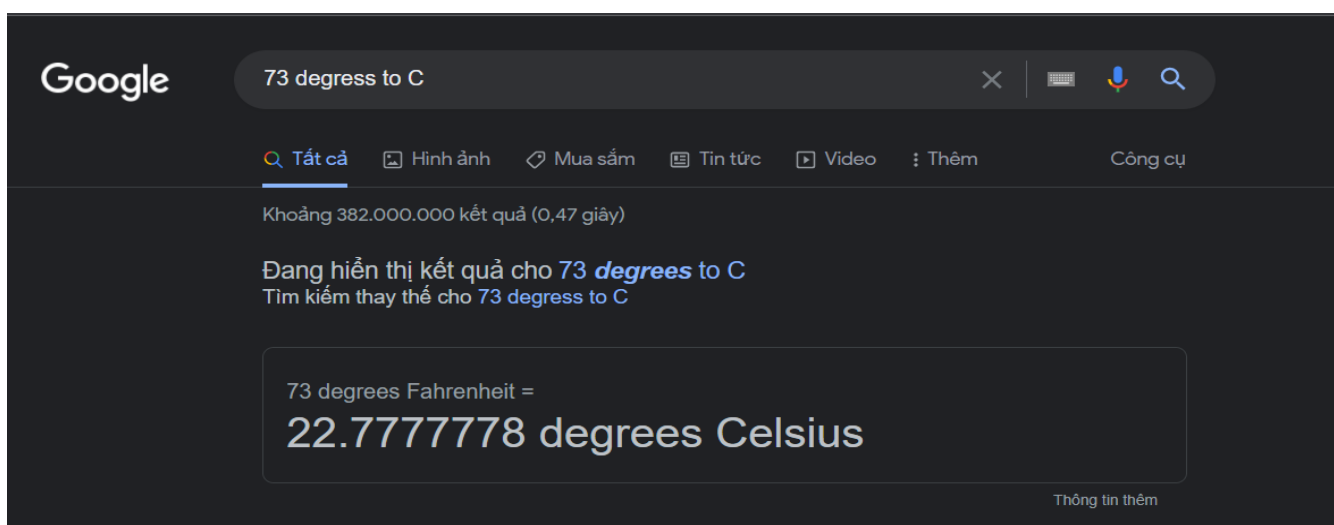 Google
73 degress to C
Tất cả Hình ảnh Mua sắm Tin tức Video Thêm Công cụ
Khoảng 382.000.000 kết quả (0,47 giây)
Đang hiển thị kết quả cho 73 degrees to C
Tìm kiếm thay thế cho 73 degress to C
73 degrees Fahrenheit =
22.7777778 degrees Celsius
Thông tin thêm